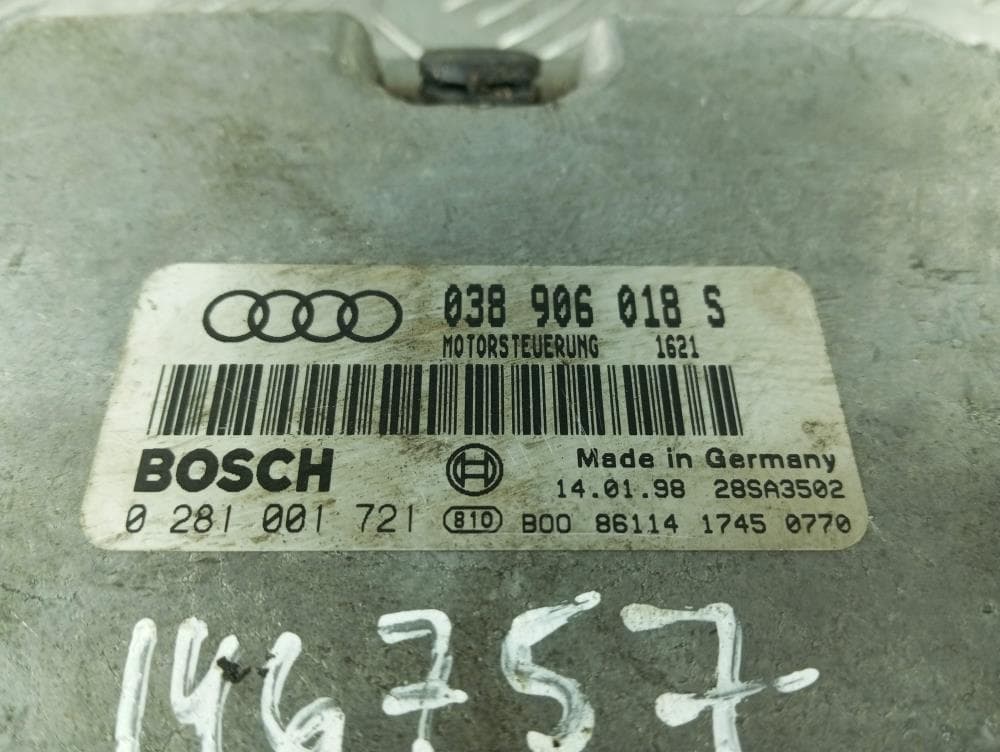 038 906 018 S
MOTORSTEUERUNG 1621
BOSCH
Made in Germany
14.01.98 28SA3502
0 281 001 721 810 B00 86114 1745 0770
146757